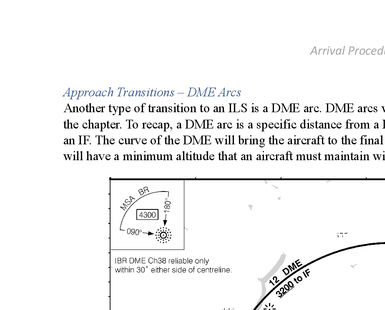 Arrival Procedu
Approach Transitions – DME Arcs
Another type of transition to an ILS is a DME arc. DME arcs w
the chapter. To recap, a DME arc is a specific distance from a
an IF. The curve of the DME will bring the aircraft to the final
will have a minimum altitude that an aircraft must maintain wi
MSA BR
4300
180°
090°
IBR DME Ch38 reliable only
within 30° either side of centreline.
12 DME
3200 to IF